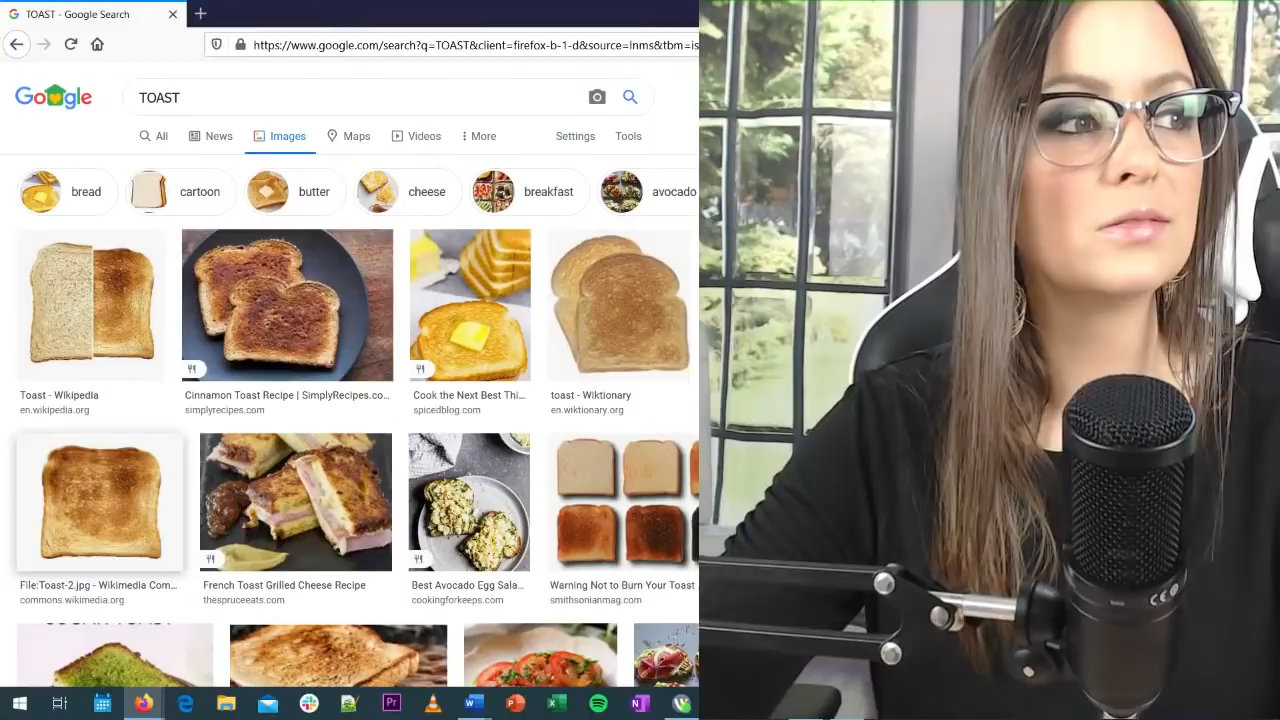 TOAST - Google Search
https://www.google.com/search?q=TOAST&client=firefox-b-1-d&source=lnms&tbm=is
Google
TOAST
All
News
Images
Maps
Videos
More
Settings
Tools
bread
cartoon
butter
cheese
breakfast
avocado
Toast - Wikipedia
en.wikipedia.org
Cinnamon Toast Recipe | SimplyRecipes.co...
simplyrecipes.com
Cook the Next Best Thi...
spicedblog.com
toast - Wiktionary
en.wiktionary.org
File:Toast-2.jpg - Wikimedia Com...
commons.wikimedia.org
French Toast Grilled Cheese Recipe
thespruceeats.com
Best Avocado Egg Sala...
cookingforkeeps.com
Warning Not to Burn Your Toast
smithsonianmag.com
Pr